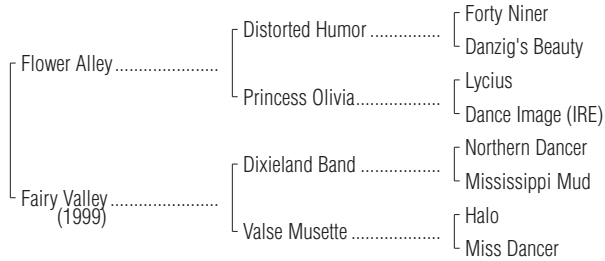 Forty Niner
Distorted Humor ...............
Danzig's Beauty
Flower Alley......................
Lycius
Princess Olivia..................
Dance Image (IRE)
Northern Dancer
Dixieland Band .................
Mississippi Mud
Fairy Valley.......................
(1999)
Halo
Valse Musette ...................
Miss Dancer